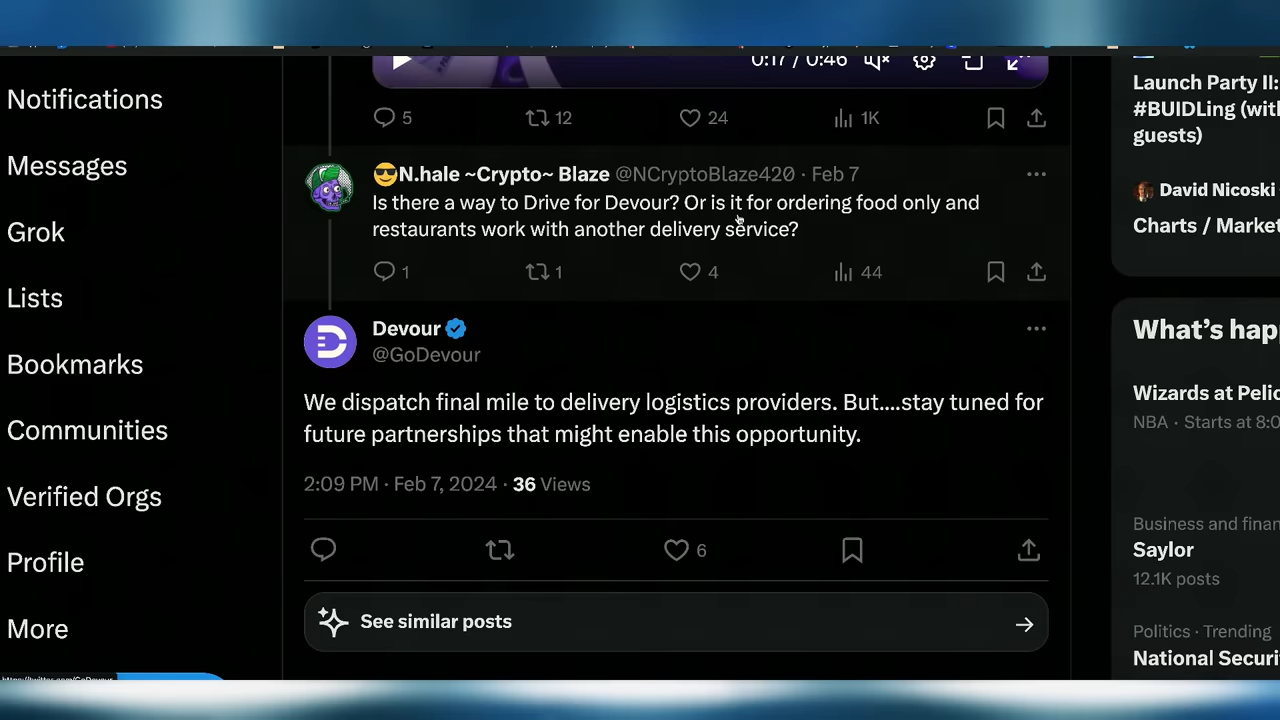 0:17 / 0:46
Notifications
Messages
Grok
Lists
Bookmarks
Communities
Verified Orgs
Profile
More
5 12 24 1K
😎N.hale ~Crypto~ Blaze @NCryptoBlaze420 · Feb 7
Is there a way to Drive for Devour? Or is it for ordering food only and
restaurants work with another delivery service?
1 1 4 44
Devour
@GoDevour
We dispatch final mile to delivery logistics providers. But....stay tuned for
future partnerships that might enable this opportunity.
2:09 PM · Feb 7, 2024 · 36 Views
6
See similar posts
Launch Party II:
#BUIDLing (with
guests)
David Nicoski
Charts / Market
What's hap
Wizards at Pelic
NBA · Starts at 8:0
Business and finan
Saylor
12.1K posts
Politics · Trending
National Securi
https://twitter.com/GoDevour